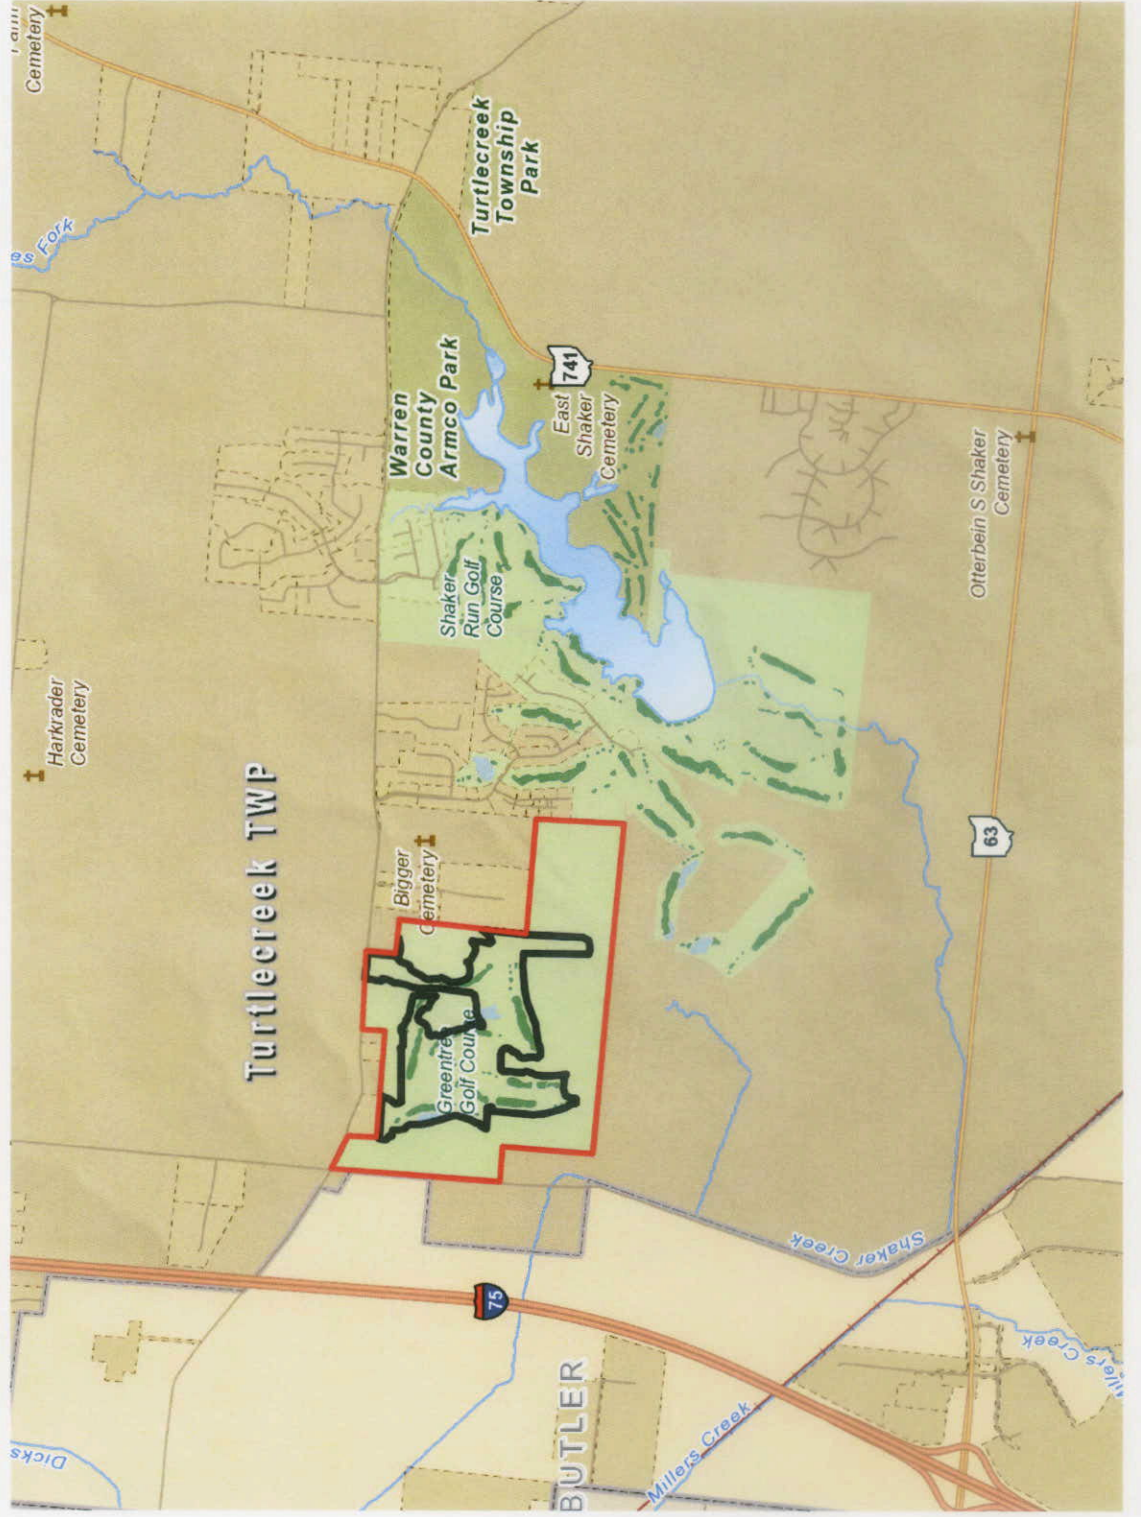 Cemetery
es Fork
Turtlecreek
Township
Park
Warren
County
Armco Park
741
East
Shaker
Cemetery
Shaker
Run Golf
Course
Otterbein S Shaker
Cemetery
Harkrader
Cemetery
Turtlecreek TWP
Bigger
Cemetery
63
Greentree
Golf Course
Shaker Creek
75
BUTLER
Millers Creek
Millers Creek
Dicks